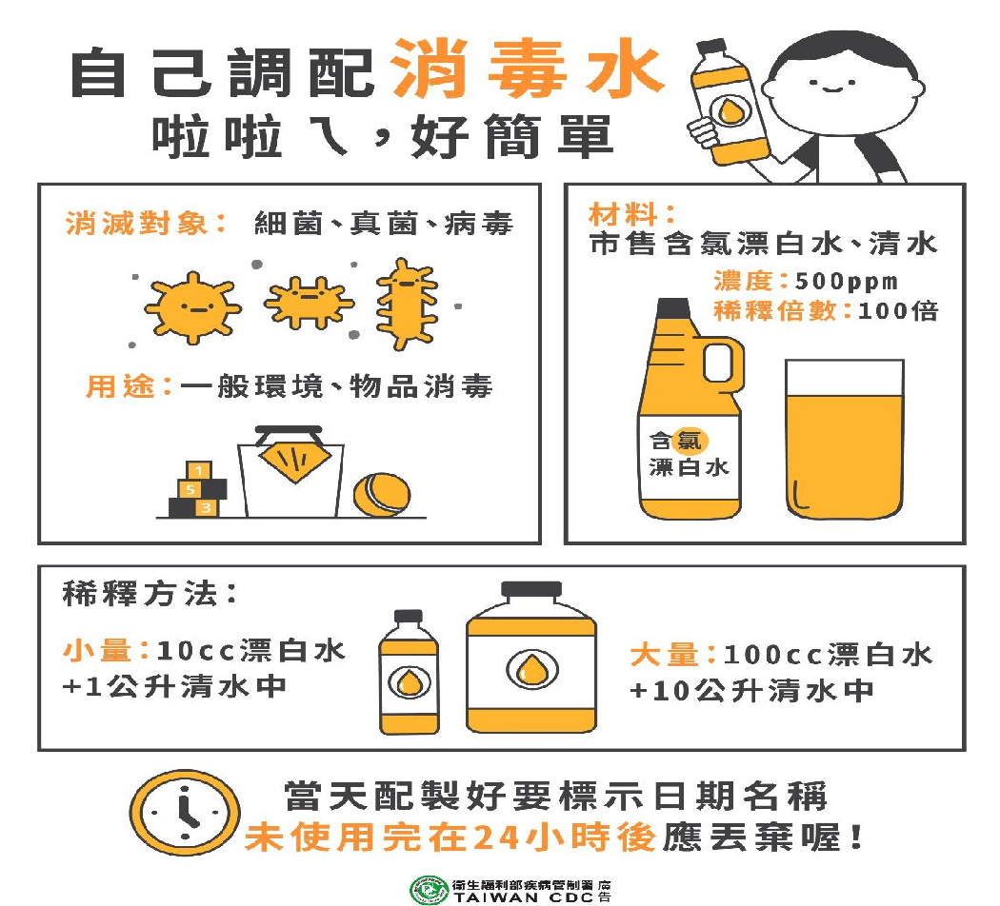 自己調配消毒水
啦啦ㄟ，好簡單
消滅對象：細菌、真菌、病毒
用途：一般環境、物品消毒
1
5
3
材料：
市售含氯漂白水、清水
濃度：500ppm
稀釋倍數：100倍
含氯
漂白水
稀釋方法：
小量：10cc漂白水
+1公升清水中
大量：100cc漂白水
+10公升清水中
當天配製好要標示日期名稱
未使用完在24小時後應丟棄喔！
衛生福利部疾病管制署 廣告
TAIWAN CDC